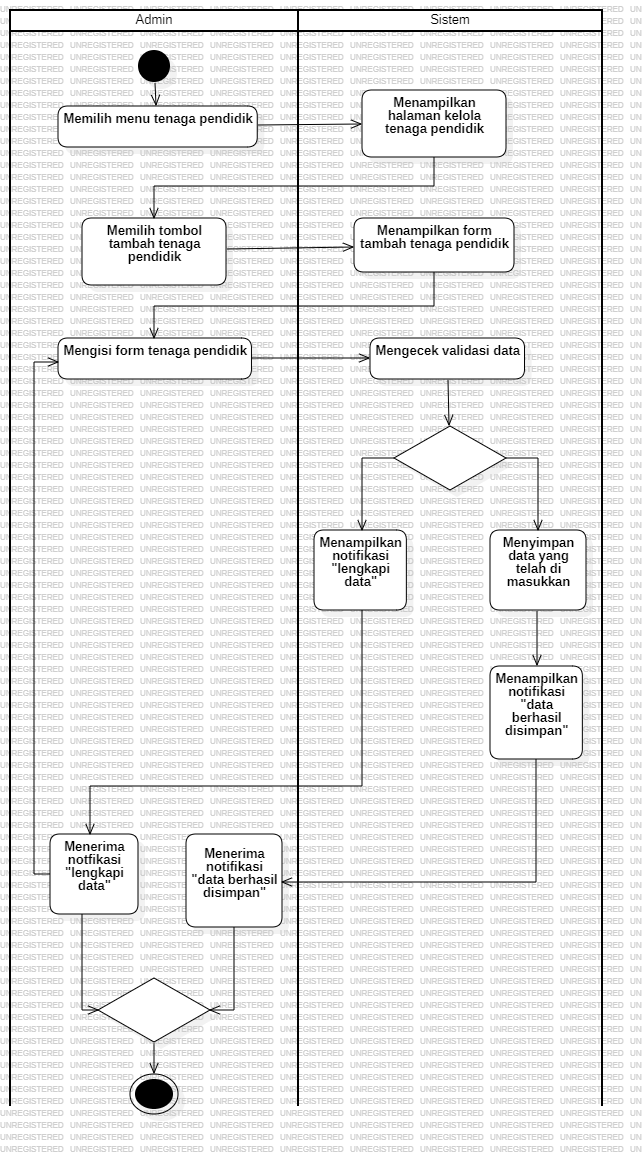 Admin
Sistem
Memilih menu tenaga pendidik
Menampilkan
halaman kelola
tenaga pendidik
Memilih tombol
tambah tenaga
pendidik
Menampilkan form
tambah tenaga pendidik
Mengisi form tenaga pendidik
Mengecek validasi data
Menampilkan
notifikasi
"lengkapi
data"
Menyimpan
data yang
telah di
masukkan
Menampilkan
notifikasi
"data
berhasil
disimpan"
Menerima
notfikasi
"lengkapi
data"
Menerima
notifikasi
"data berhasil
disimpan"
UNREGISTERED